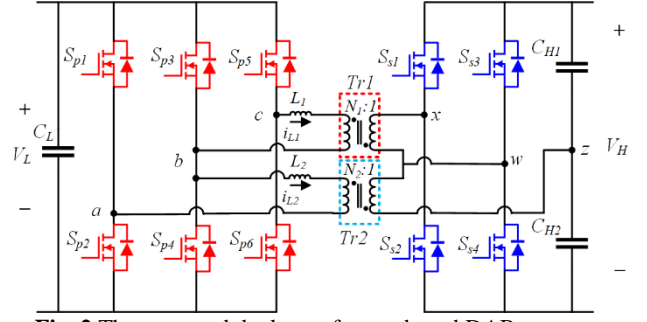 S_p1
S_p3
S_p5
S_s1
S_s3
C_H1
+
Tr1
L_1
N_1:1
c
x
i_L1
+
C_L
V_L
−
b
L_2
N_2:1
w
z
V_H
i_L2
a
Tr2
S_p2
S_p4
S_p6
S_s2
S_s4
C_H2
−